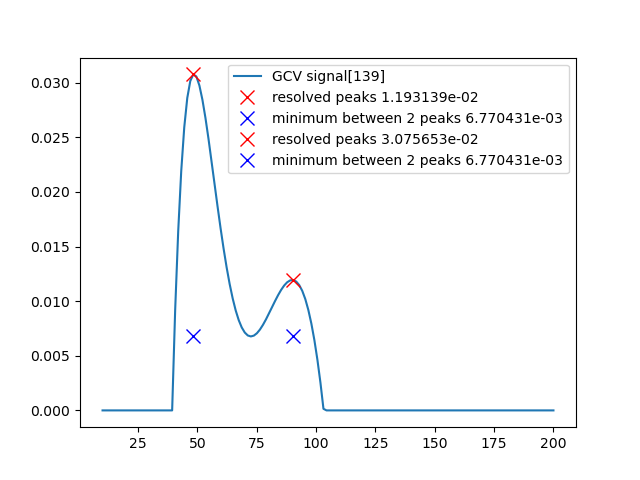 GCV signal[139]
resolved peaks 1.193139e-02
minimum between 2 peaks 6.770431e-03
resolved peaks 3.075653e-02
minimum between 2 peaks 6.770431e-03
0.030
0.025
0.020
0.015
0.010
0.005
0.000
25 50 75 100 125 150 175 200